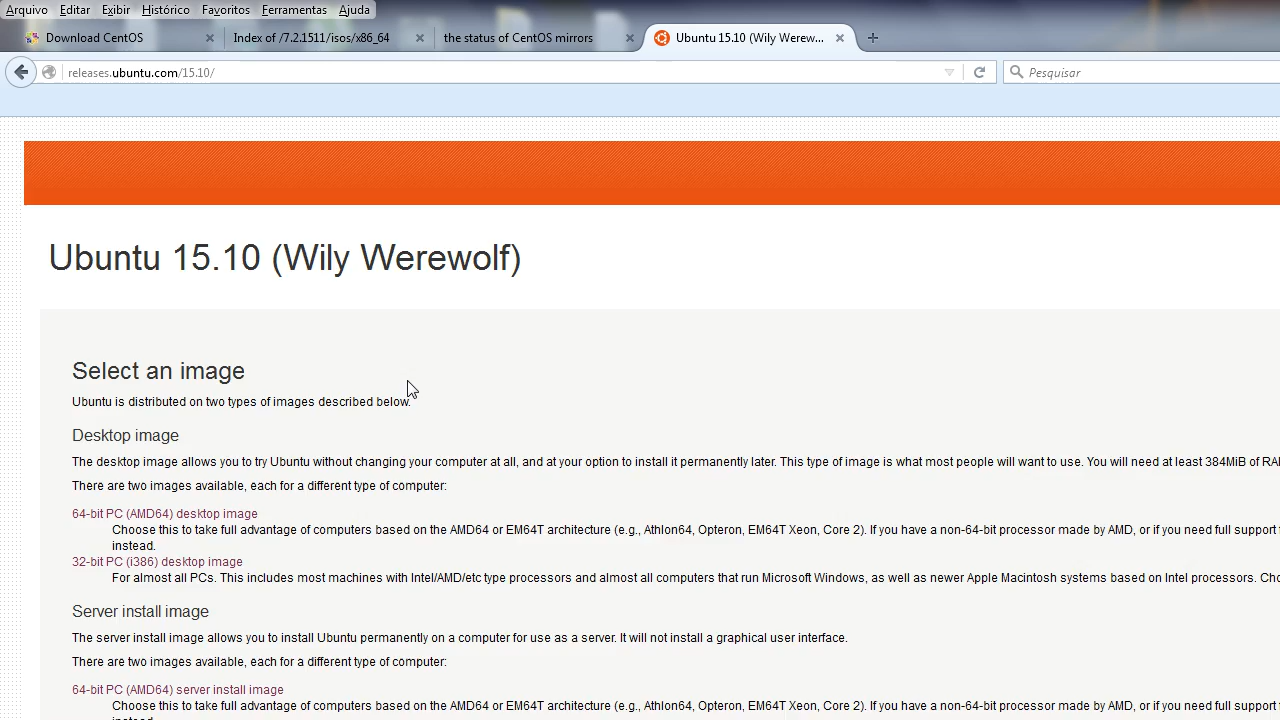 Arquivo Editar Exibir Histórico Favoritos Ferramentas Ajuda
Download CentOS Index of /7.2.1511/isos/x86_64 the status of CentOS mirrors Ubuntu 15.10 (Wily Werew...
releases.ubuntu.com/15.10/ Pesquisar
Ubuntu 15.10 (Wily Werewolf)
Select an image
Ubuntu is distributed on two types of images described below.
Desktop image
The desktop image allows you to try Ubuntu without changing your computer at all, and at your option to install it permanently later. This type of image is what most people will want to use. You will need at least 384MiB of RA
There are two images available, each for a different type of computer:
64-bit PC (AMD64) desktop image
Choose this to take full advantage of computers based on the AMD64 or EM64T architecture (e.g., Athlon64, Opteron, EM64T Xeon, Core 2). If you have a non-64-bit processor made by AMD, or if you need full support
instead.
32-bit PC (i386) desktop image
For almost all PCs. This includes most machines with Intel/AMD/etc type processors and almost all computers that run Microsoft Windows, as well as newer Apple Macintosh systems based on Intel processors. Cho
Server install image
The server install image allows you to install Ubuntu permanently on a computer for use as a server. It will not install a graphical user interface.
There are two images available, each for a different type of computer:
64-bit PC (AMD64) server install image
Choose this to take full advantage of computers based on the AMD64 or EM64T architecture (e.g., Athlon64, Opteron, EM64T Xeon, Core 2). If you have a non-64-bit processor made by AMD, or if you need full support